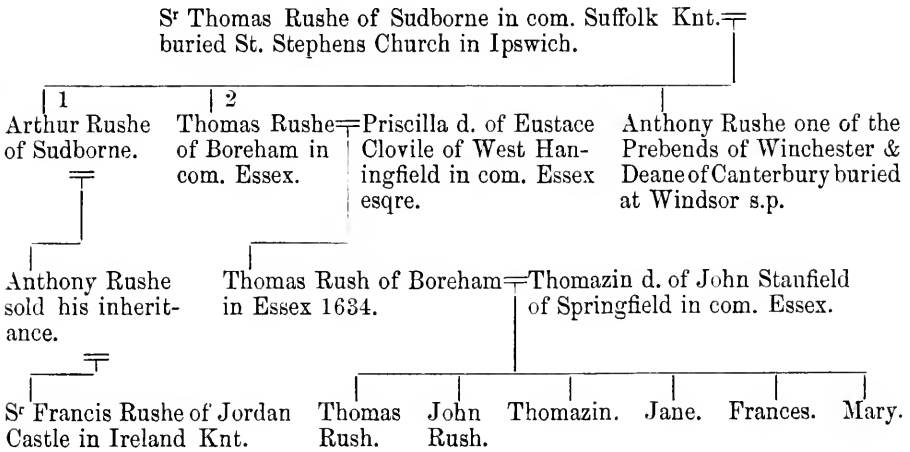 Sr Thomas Rushe of Sudborne in com. Suffolk Knt.
buried St. Stephens Church in Ipswich.
1
Arthur Rushe
of Sudborne.
2
Thomas Rushe
of Boreham in
com. Essex.
Priscilla d. of Eustace
Clovile of West Han-
ingfield in com. Essex
esqre.
Anthony Rushe one of the
Prebends of Winchester &
Deane of Canterbury buried
at Windsor s.p.
Anthony Rushe
sold his inherit-
ance.
Thomas Rush of Boreham
in Essex 1634.
Thomazin d. of John Stanfield
of Springfield in com. Essex.
Sr Francis Rushe of Jordan
Castle in Ireland Knt.
Thomas
Rush.
John
Rush.
Thomazin.
Jane.
Frances.
Mary.